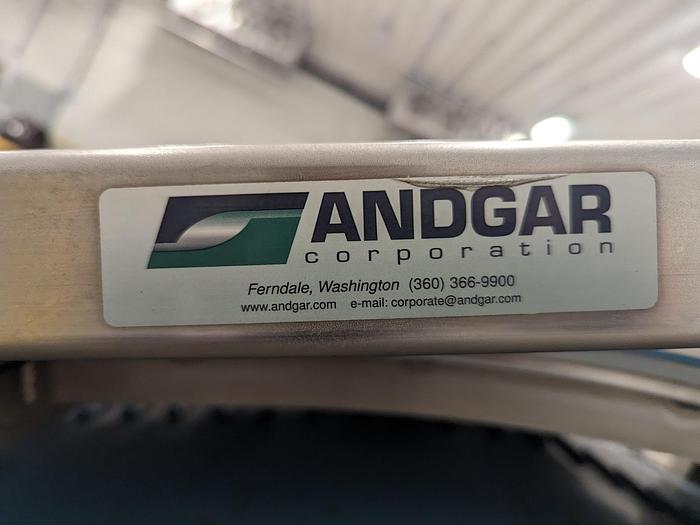 ANDGAR
corporation
Ferndale, Washington (360) 366-9900
www.andgar.com e-mail: corporate@andgar.com